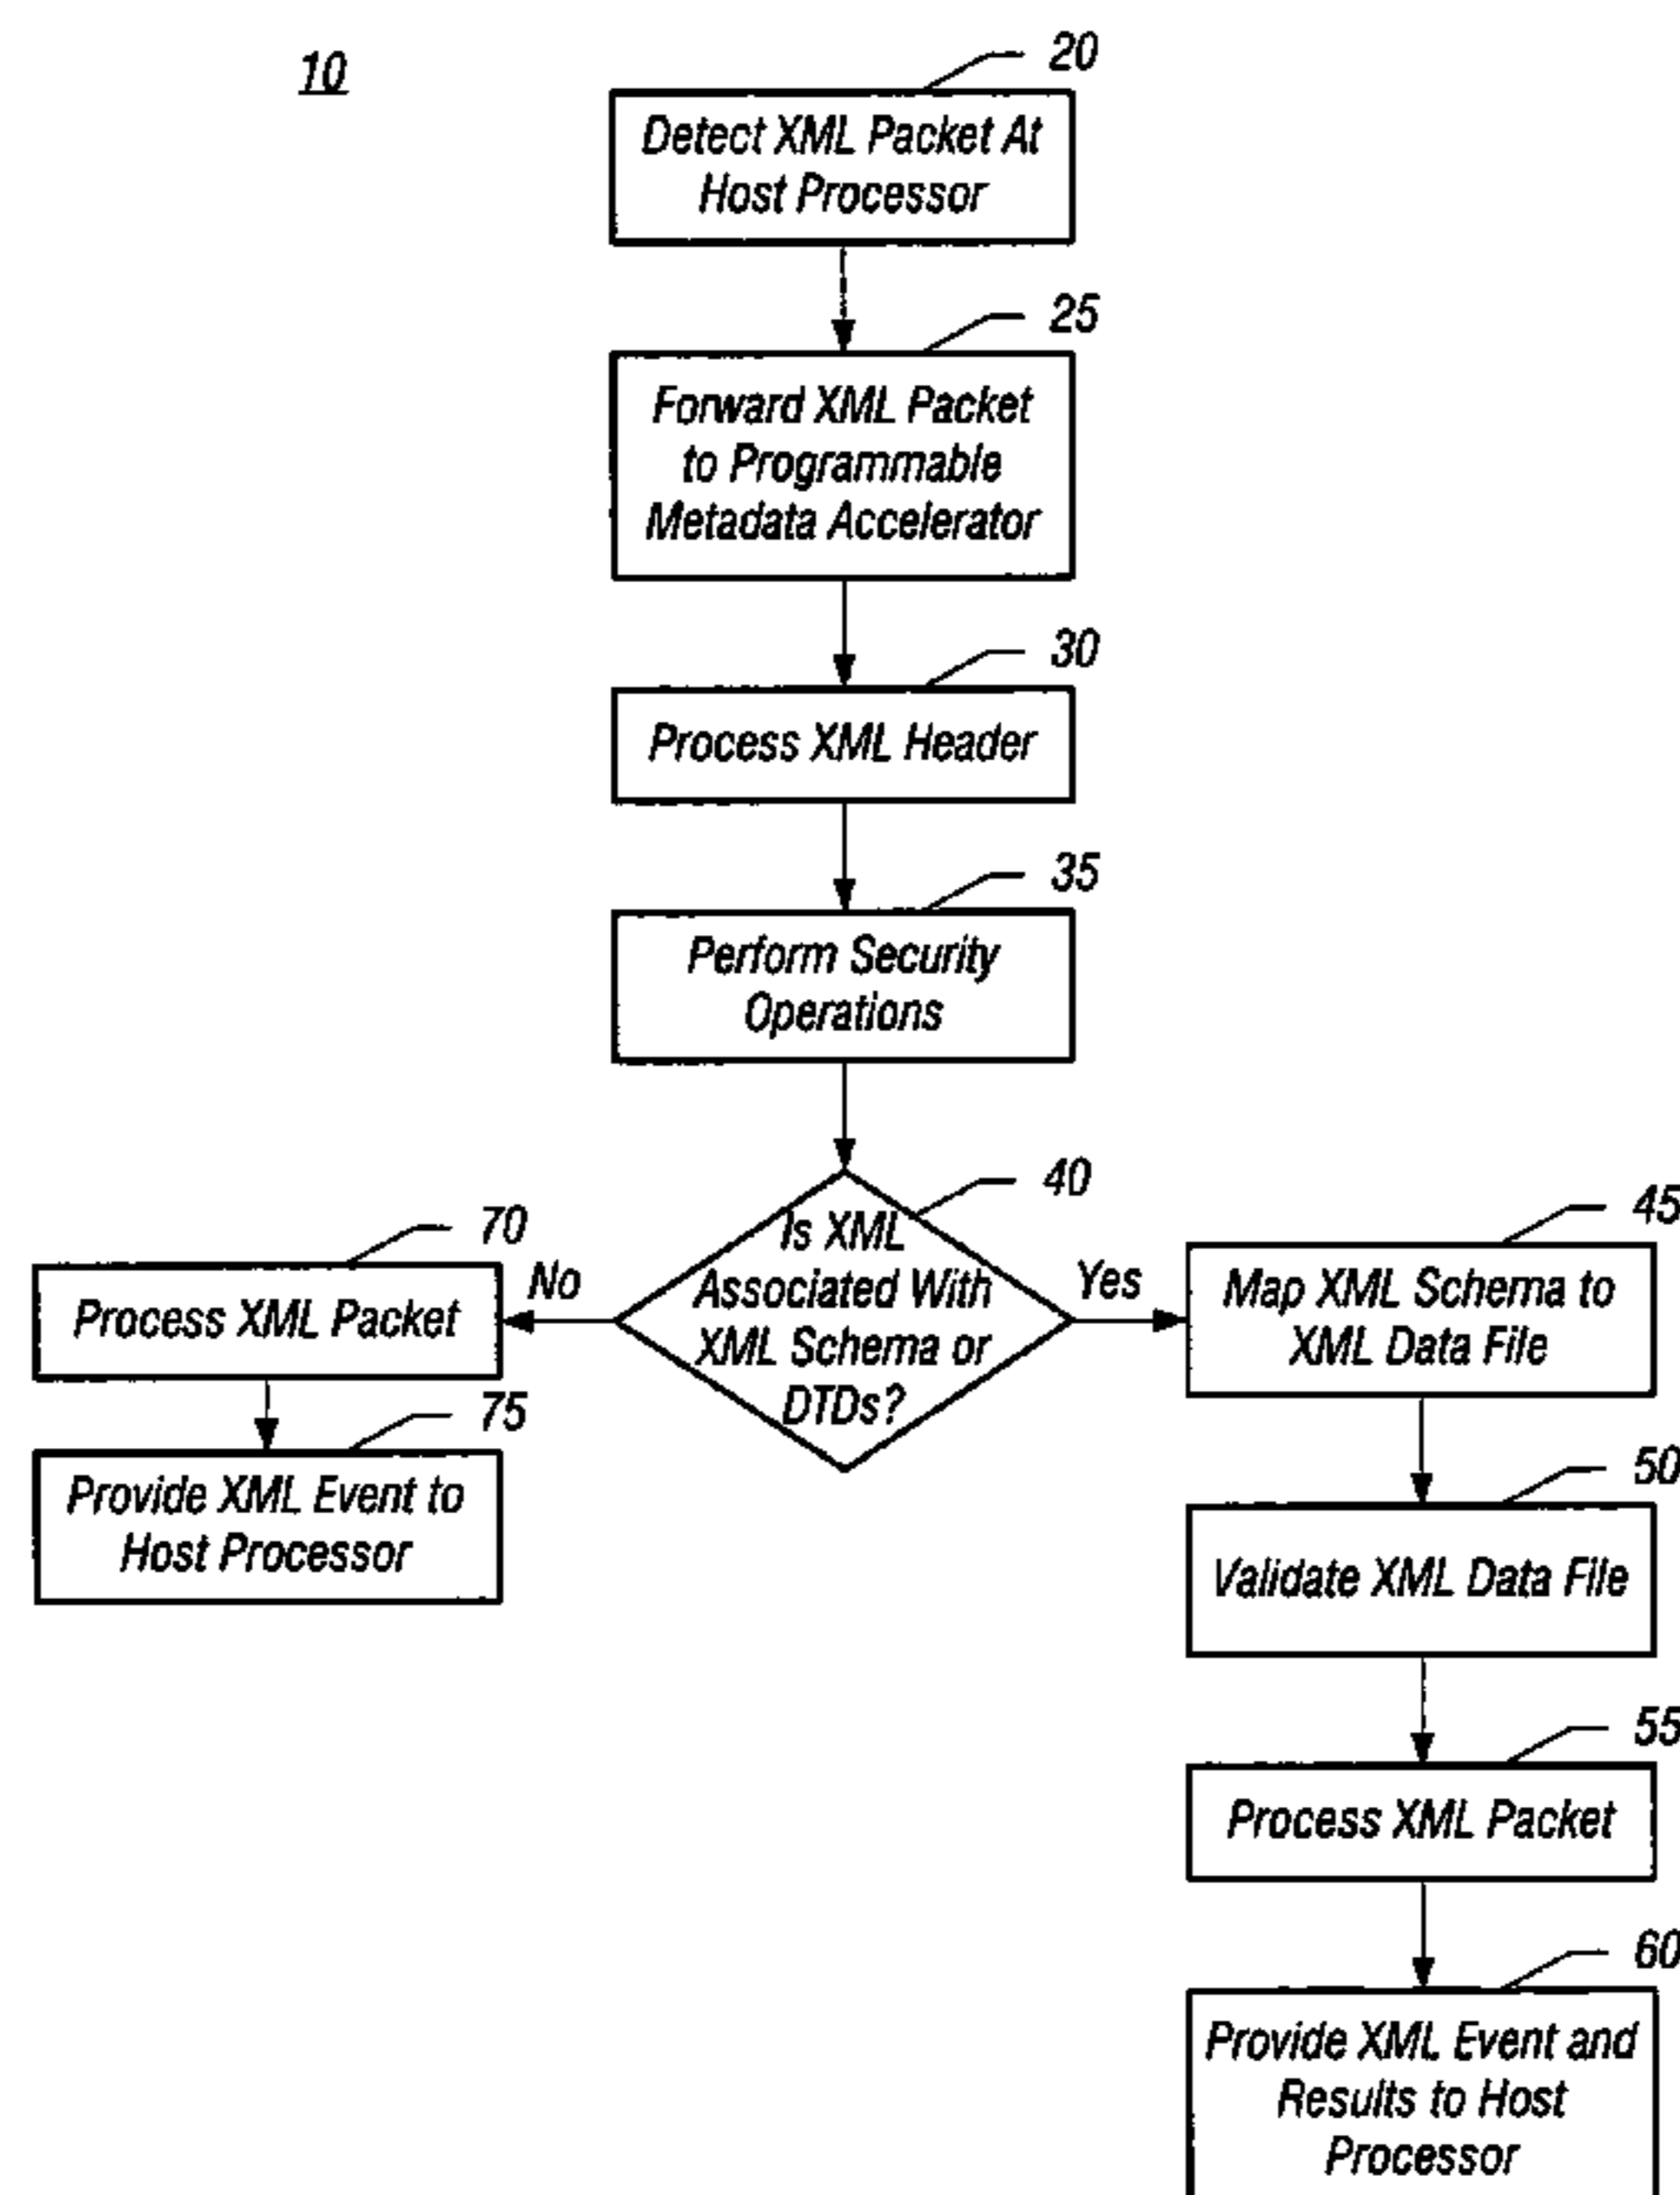 10
20
Detect XML Packet At
Host Processor
25
Forward XML Packet
to Programmable
Metadata Accelerator
30
Process XML Header
35
Perform Security
Operations
40
Is XML
Associated With
XML Schema or
DTDs?
No
Yes
70
Process XML Packet
75
Provide XML Event to
Host Processor
45
Map XML Schema to
XML Data File
50
Validate XML Data File
55
Process XML Packet
60
Provide XML Event and
Results to Host
Processor